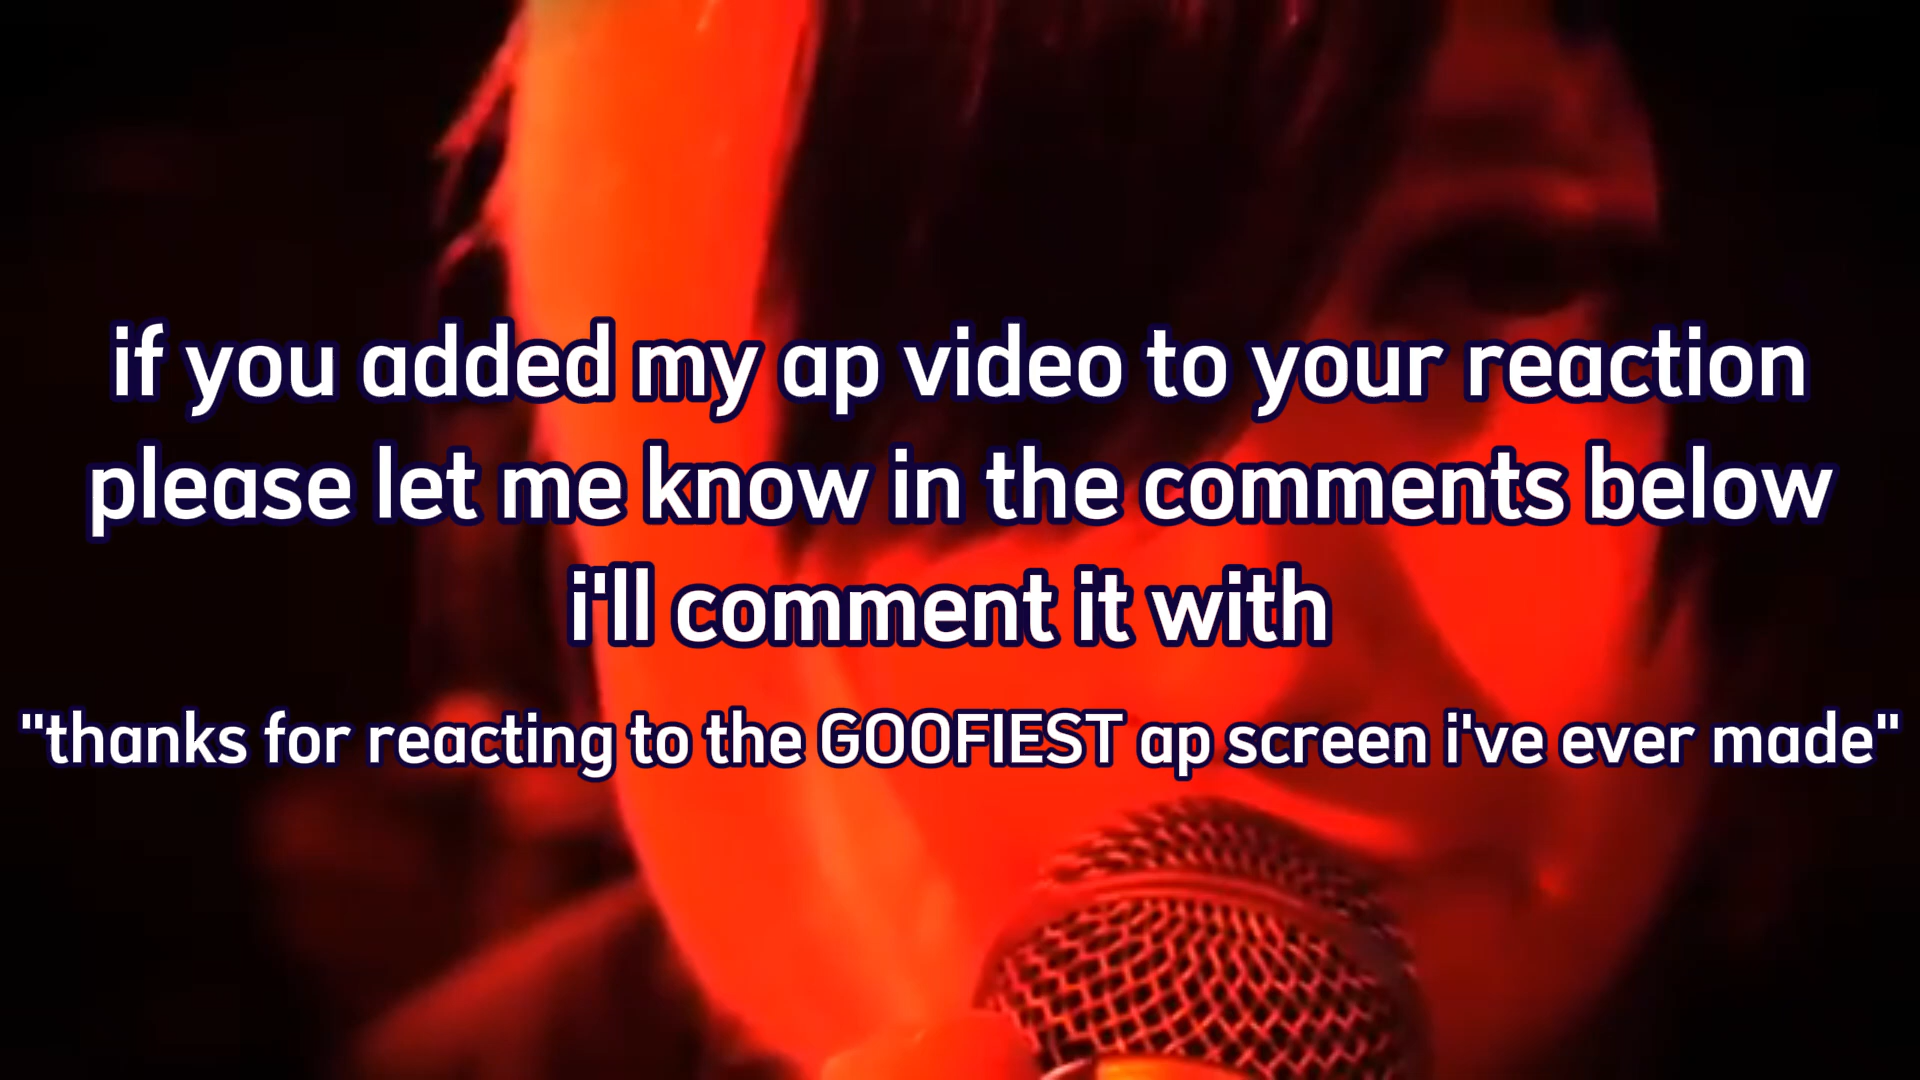 if you added my ap video to your reaction
please let me know in the comments below
i'll comment it with
"thanks for reacting to the GOOFIEST ap screen i've ever made"